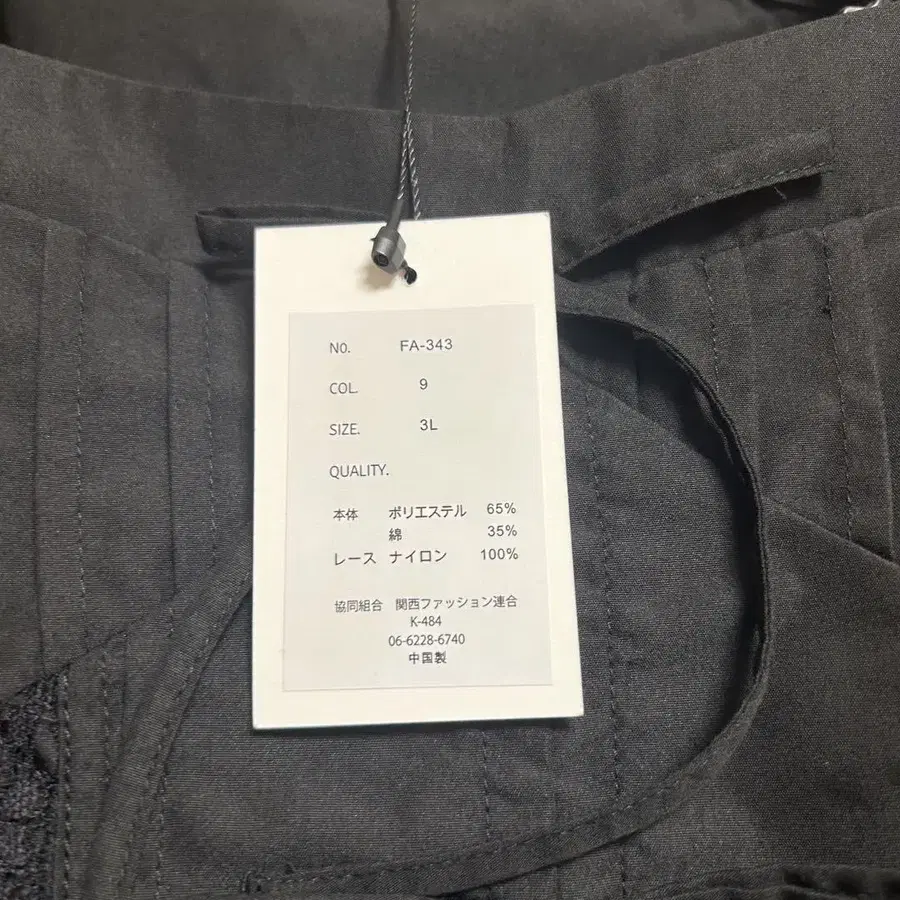 No. FA-343
COL. 9
SIZE. 3L
QUALITY.
本体 ポリエステル 65%
綿 35%
レース ナイロン 100%
協同組合 関西ファッション連合
K-484
06-6228-6740
中国製